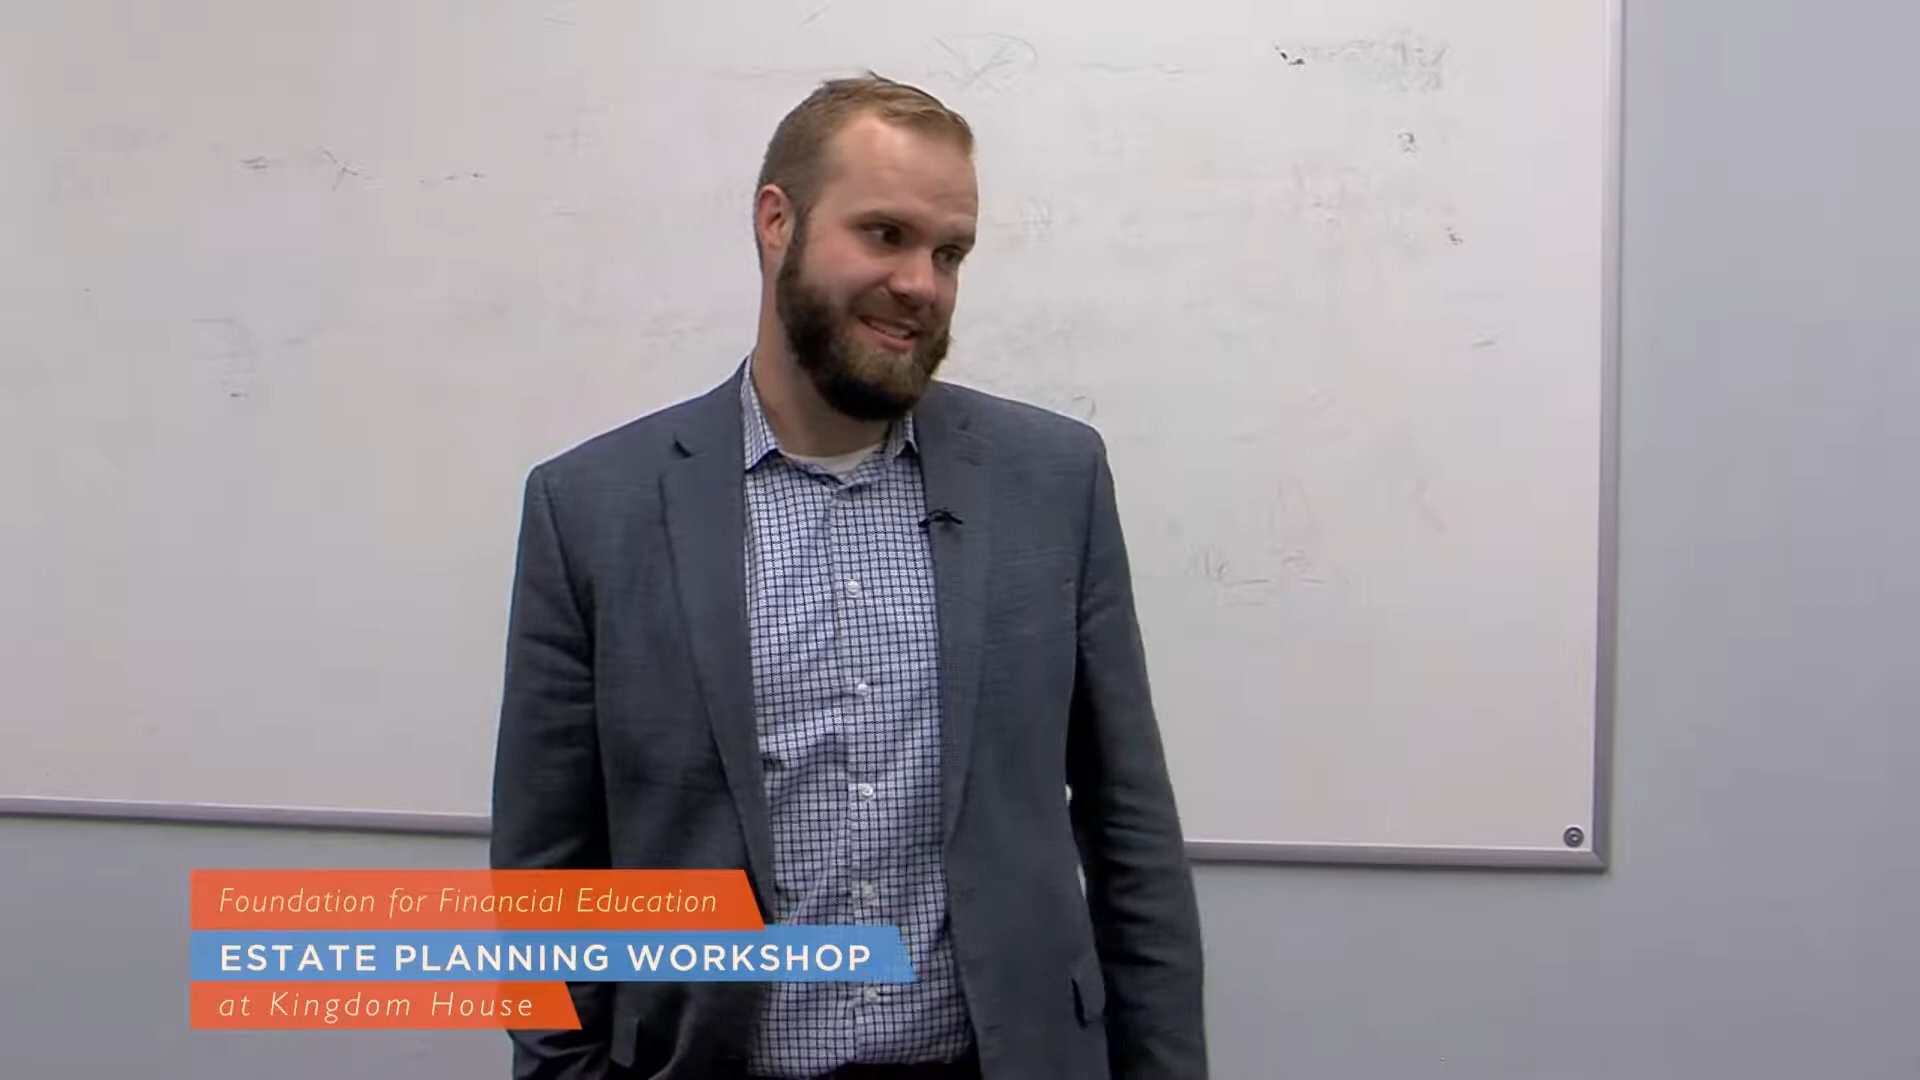 Foundation for Financial Education
ESTATE PLANNING WORKSHOP
at Kingdom House